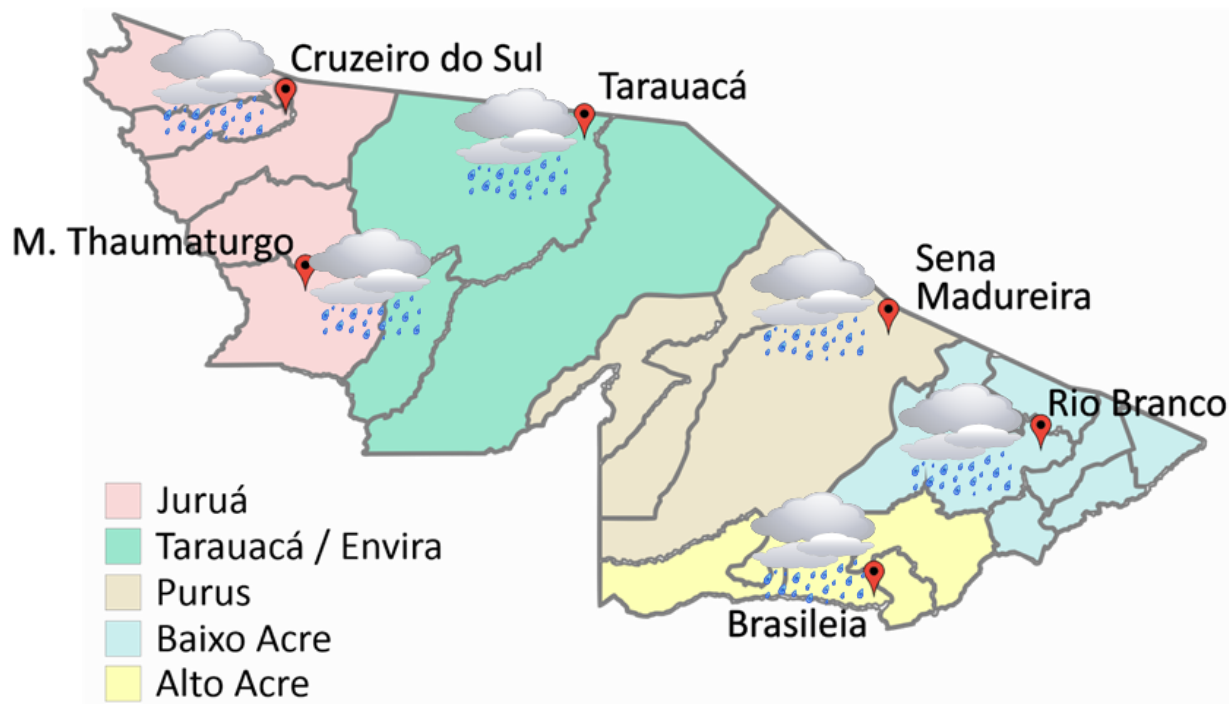 Cruzeiro do Sul
Tarauacá
M. Thaumaturgo
Sena
Madureira
Rio Branco
Brasileia
Juruá
Tarauacá / Envira
Purus
Baixo Acre
Alto Acre